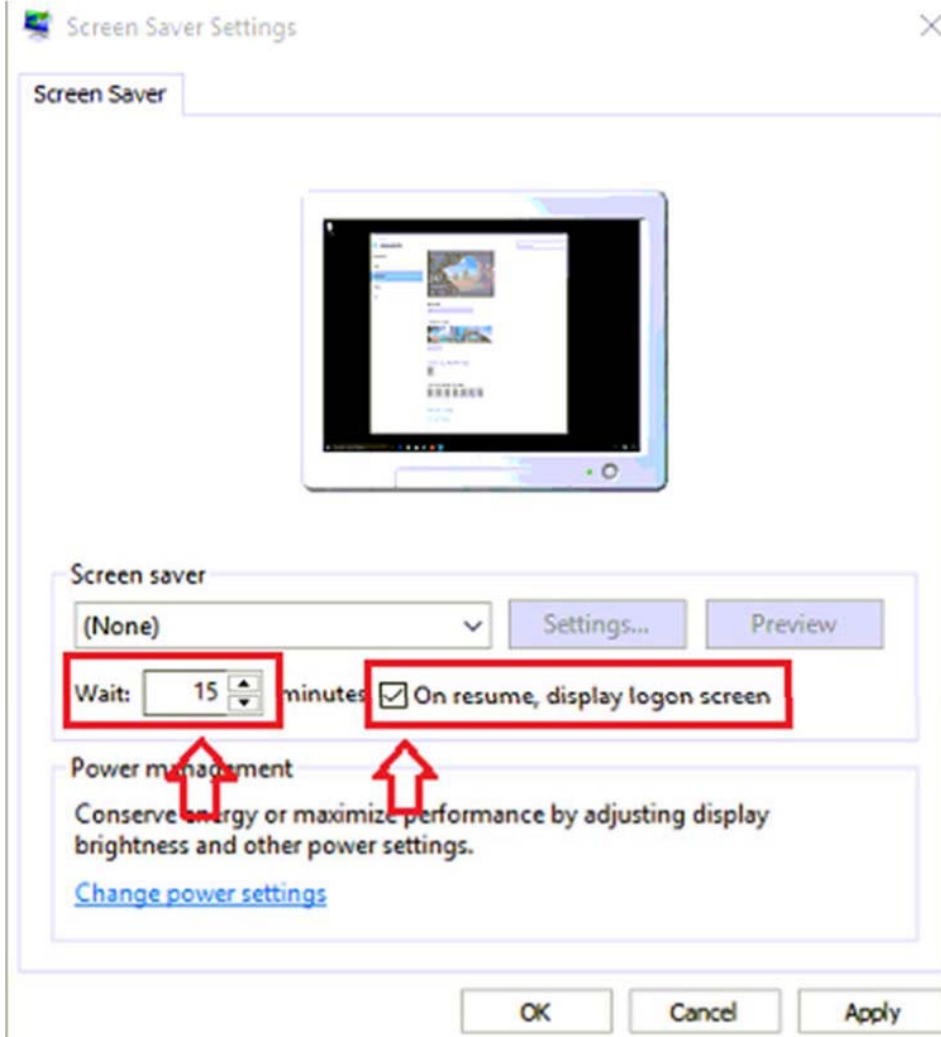 Screen Saver Settings
Screen Saver
Screen saver
(None)
Settings...
Preview
Wait: 15 minutes On resume, display logon screen
Power management
Conserve energy or maximize performance by adjusting display
brightness and other power settings.
Change power settings
OK Cancel Apply